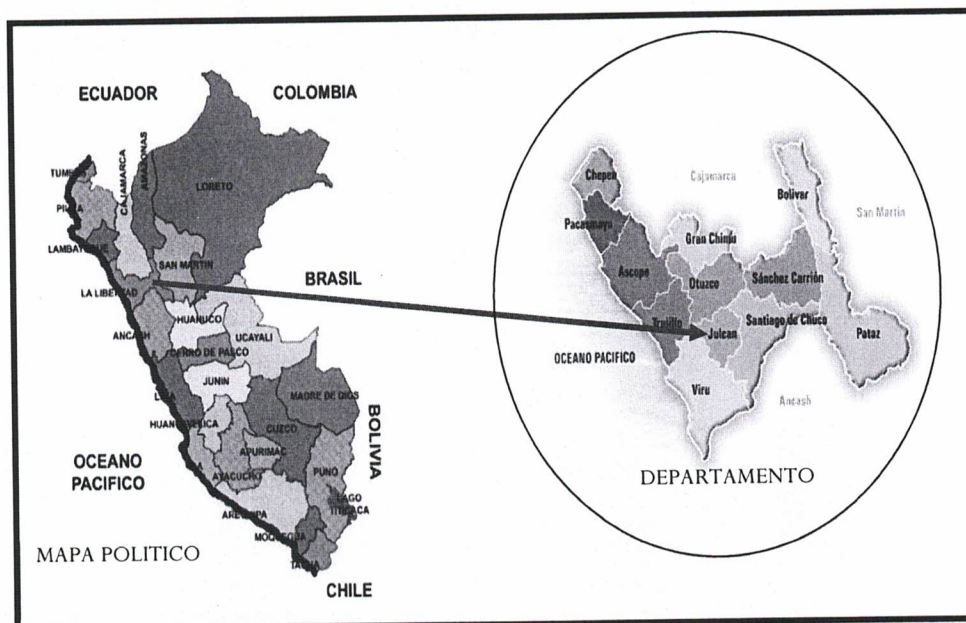 ECUADOR
COLOMBIA
TUMBES
PIURA
LAMBAYEQUE
CAJAMARCA
AMAZONAS
LORETO
SAN MARTIN
LA LIBERTAD
BRASIL
ANCASH
HUANUCO
UCAYALI
CERRO DE PASCO
JUNIN
LIMA
MADRE DE DIOS
HUANCAVELICA
CUZCO
BOLIVIA
OCEANO
PACIFICO
APURIMAC
AYACUCHO
PUNO
LAGO
TITICACA
AREQUIPA
MOQUEGUA
TACNA
MAPA POLITICO
CHILE
Chepen
Cajamarca
Bolivar
San Martin
Pacasmayo
Gran Chimu
Ascope
Otuzco
Sánchez Carrión
Trujillo
Julcan
Santiago de Chuco
OCEANO PACIFICO
Pataz
Viru
Ancash
DEPARTAMENTO